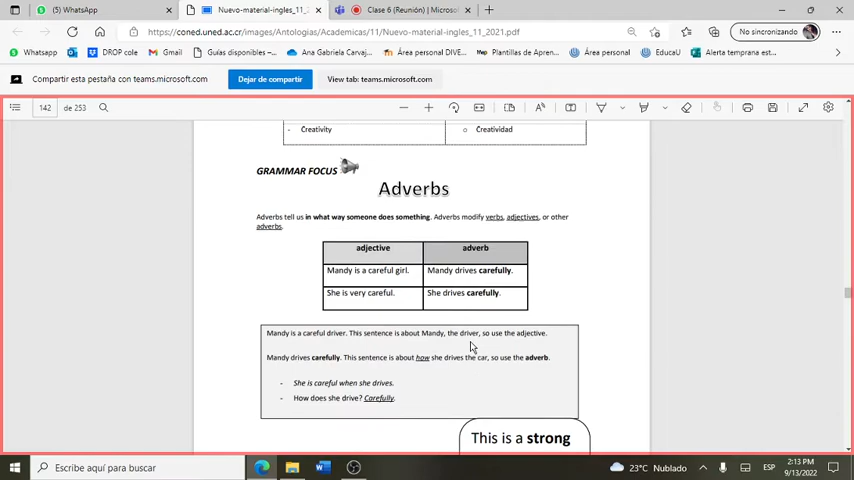 (5) WhatsApp
Nuevo-material-ingles_11_2
Clase 6 (Reunión) | Microsof
https://coned.uned.ac.cr/images/Antologias/Academicas/11/Nuevo-material-ingles_11_2021.pdf
No sincronizando
Whatsapp
DROP cole
Gmail
Guías disponibles –...
Ana Gabriela Carvaj...
Área personal DIVE...
Plantillas de Apren...
Área personal
EducaU
Alerta temprana est...
Compartir esta pestaña con teams.microsoft.com
Dejar de compartir
View tab: teams.microsoft.com
142 de 253
- Creativity
o Creatividad
GRAMMAR FOCUS
Adverbs
Adverbs tell us in what way someone does something. Adverbs modify verbs, adjectives, or other
adverbs.
adjective
adverb
Mandy is a careful girl.
Mandy drives carefully.
She is very careful.
She drives carefully.
Mandy is a careful driver. This sentence is about Mandy, the driver, so use the adjective.
Mandy drives carefully. This sentence is about how she drives the car, so use the adverb.
- She is careful when she drives.
- How does she drive? Carefully.
This is a strong
Escribe aquí para buscar
23°C Nublado
ESP
2:13 PM
9/13/2022